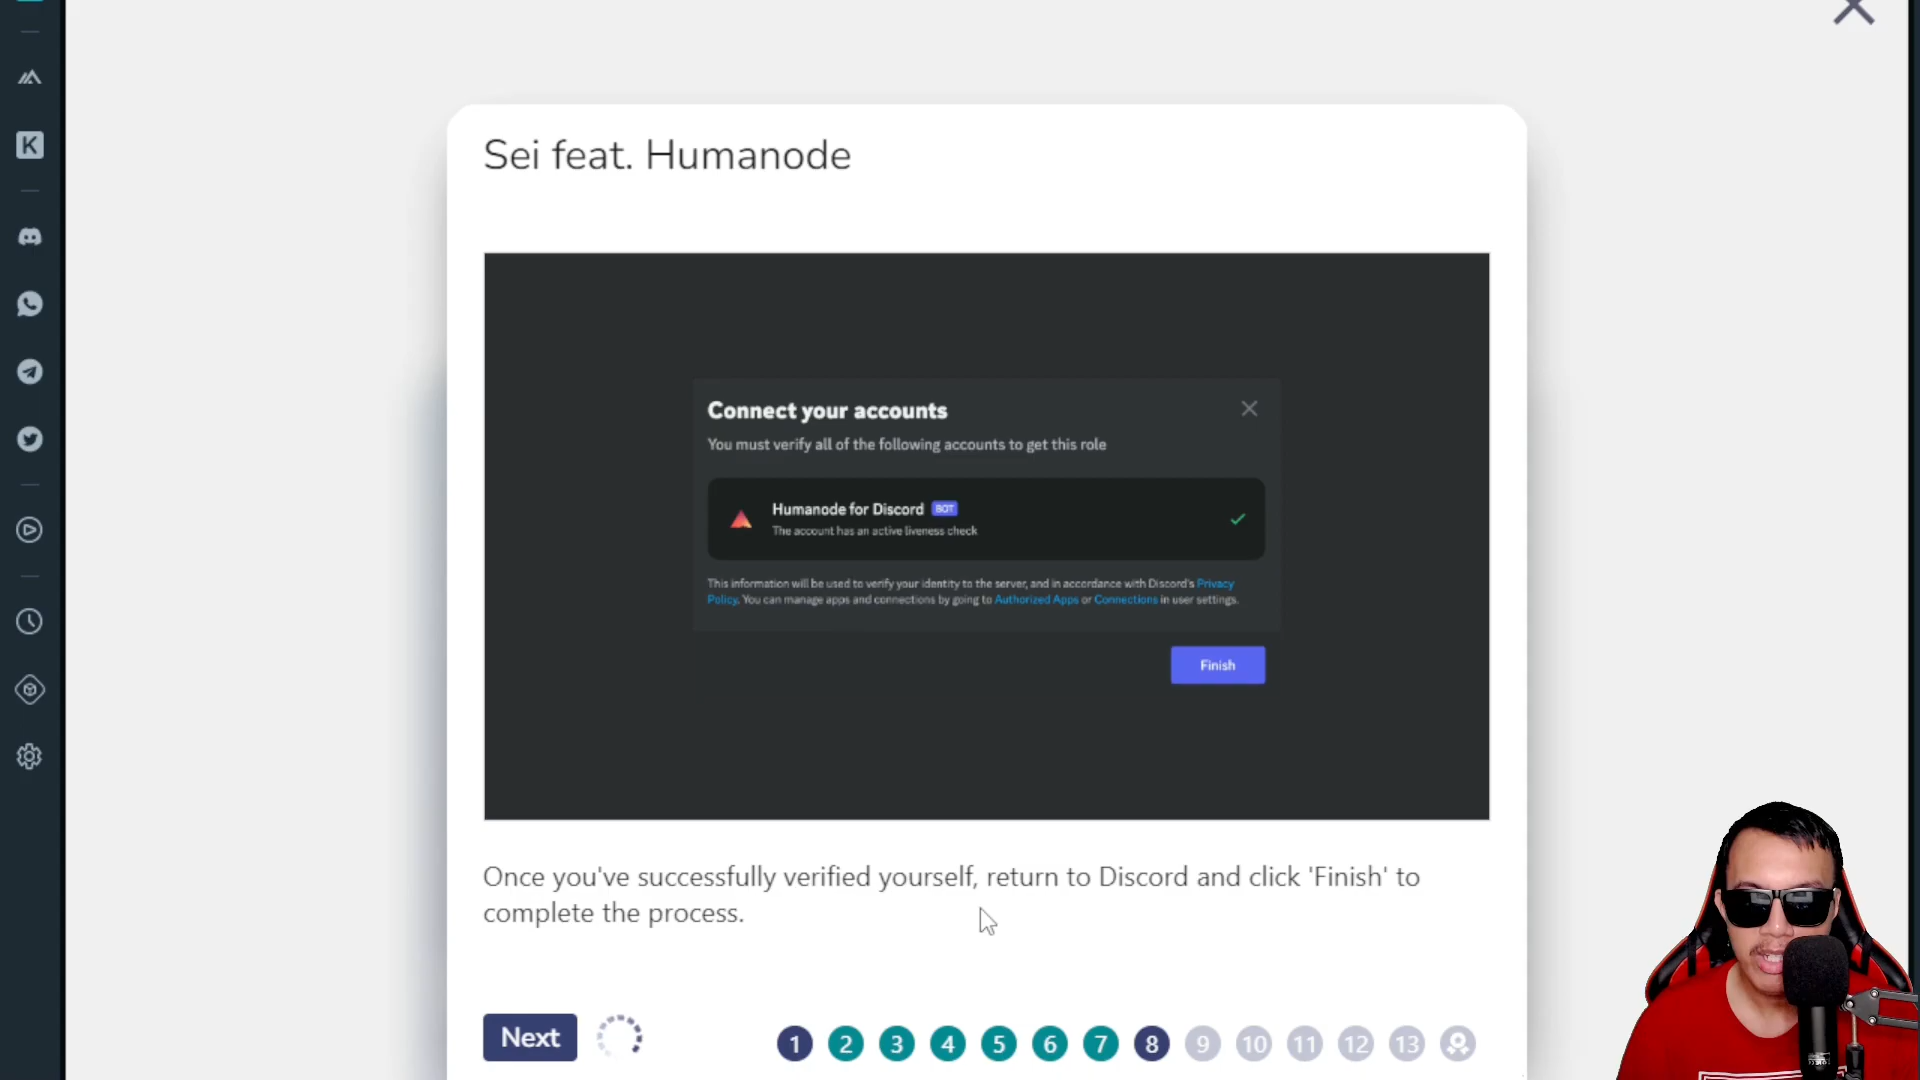 Sei feat. Humanode
K
Connect your accounts
You must verify all of the following accounts to get this role
Humanode for Discord BOT
The account has an active liveness check
This information will be used to verify your identity to the server, and in accordance with Discord's Privacy
Policy. You can manage apps and connections by going to Authorized Apps or Connections in user settings.
Finish
Once you've successfully verified yourself, return to Discord and click 'Finish' to
complete the process.
Next
1 2 3 4 5 6 7 8 9 10 11 12 13